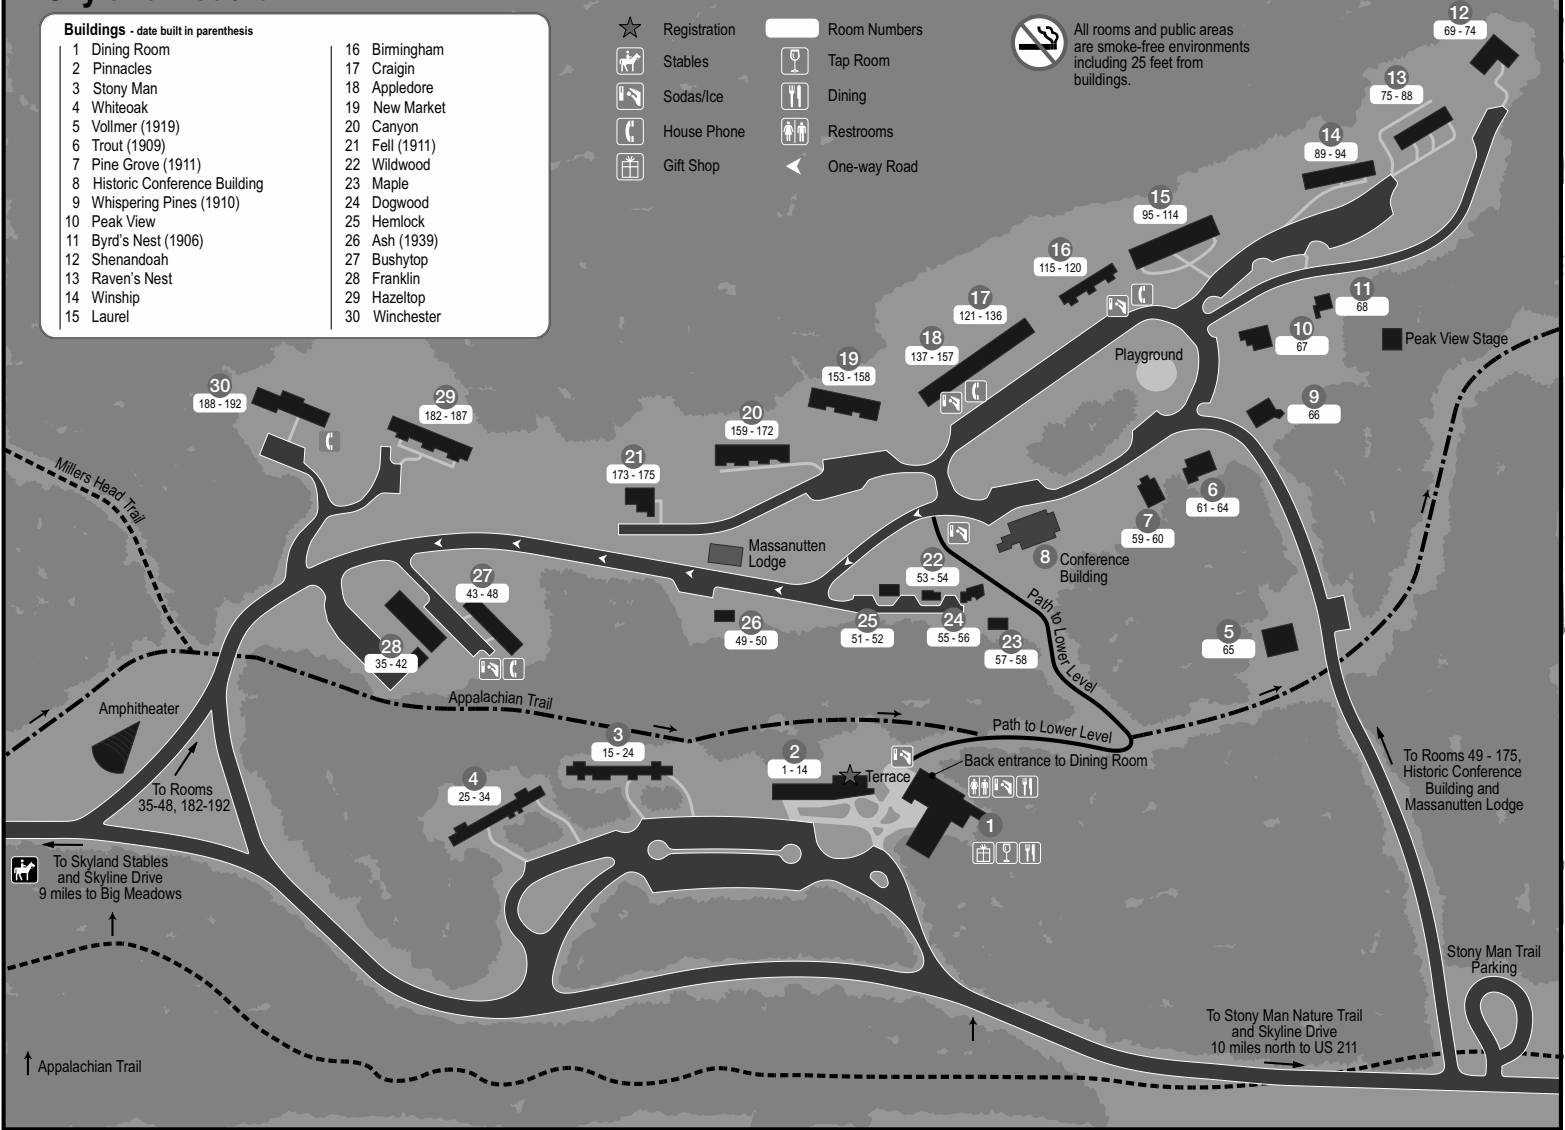 Buildings - date built in parenthesis
1 Dining Room
2 Pinnacles
3 Stony Man
4 Whiteoak
5 Vollmer (1919)
6 Trout (1909)
7 Pine Grove (1911)
8 Historic Conference Building
9 Whispering Pines (1910)
10 Peak View
11 Byrd's Nest (1906)
12 Shenandoah
13 Raven's Nest
14 Winship
15 Laurel
16 Birmingham
17 Craigin
18 Appledore
19 New Market
20 Canyon
21 Fell (1911)
22 Wildwood
23 Maple
24 Dogwood
25 Hemlock
26 Ash (1939)
27 Bushytop
28 Franklin
29 Hazeltop
30 Winchester
Registration
Stables
Sodas/Ice
House Phone
Gift Shop
Room Numbers
Tap Room
Dining
Restrooms
One-way Road
All rooms and public areas
are smoke-free environments
including 25 feet from
buildings.
12
69 - 74
13
75 - 88
14
89 - 94
15
95 - 114
16
115 - 120
17
121 - 136
18
137 - 157
19
153 - 158
20
159 - 172
21
173 - 175
11
68
10
67
Peak View Stage
Playground
9
66
30
188 - 192
29
182 - 187
Millers Head Trail
6
61 - 64
7
59 - 60
8
Conference
Building
Massanutten
Lodge
22
53 - 54
27
43 - 48
26
49 - 50
25
51 - 52
24
55 - 56
23
57 - 58
Path to Lower Level
5
65
28
35 - 42
Appalachian Trail
Amphitheater
Path to Lower Level
3
15 - 24
2
1 - 14
4
25 - 34
Terrace
Back entrance to Dining Room
1
To Rooms
35-48, 182-192
To Rooms 49 - 175,
Historic Conference
Building and
Massanutten Lodge
To Skyland Stables
and Skyline Drive
9 miles to Big Meadows
Stony Man Trail
Parking
To Stony Man Nature Trail
and Skyline Drive
10 miles north to US 211
Appalachian Trail